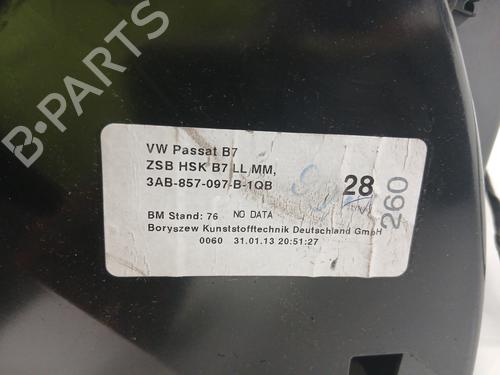 VW Passat B7
ZSB HSK B7 LL/MM,
3AB-857-097-B-1QB
28
260
BM Stand: 76 NO DATA
Boryszew Kunststofftechnik Deutschland GmbH
0060 31.01.13 20:51:27
B-PARTS